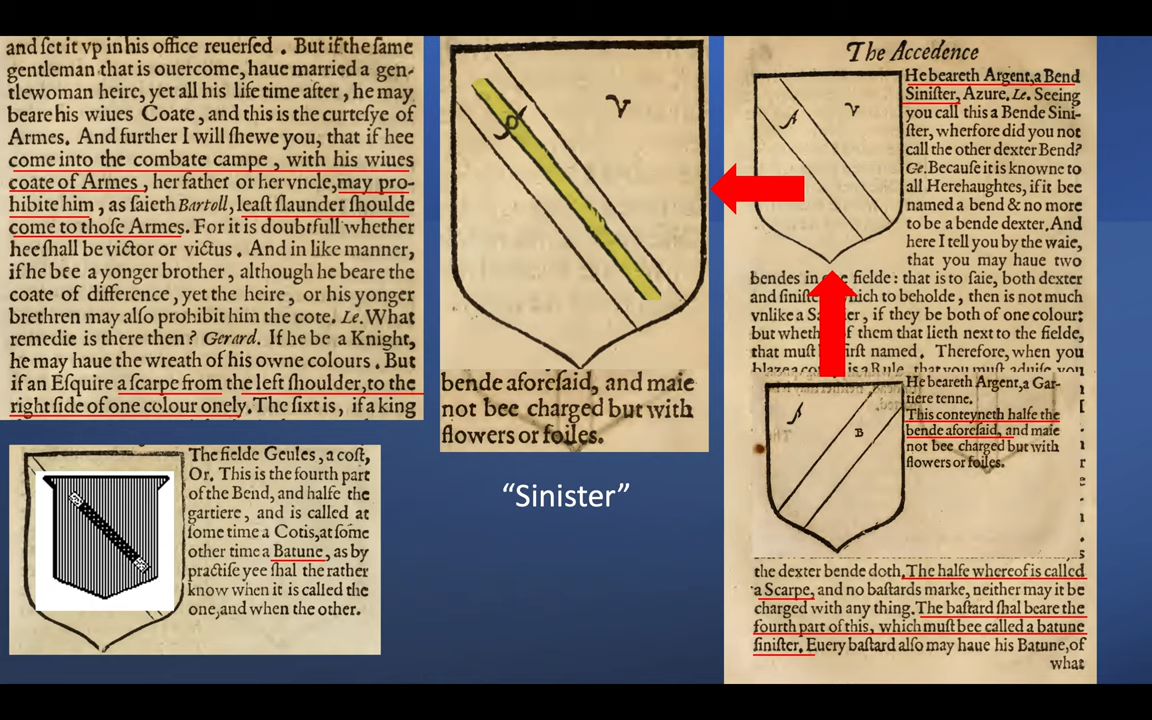 and ſet it vp in his office reuerſed . But if the ſame
gentleman that is ouercome, haue married a gen-
tlewoman heire, yet all his life time after , he may
beare his wiues Coate, and this is the curteſye of
Armes. And further I will ſhewe you, that if hee
come into the combate campe , with his wiues
coate of Armes , her father or her vncle, may pro-
hibite him , as ſaieth Bartoll, leaſt ſlaunder ſhoulde
come to thoſe Armes. For it is doubtfull whether
hee ſhall be victor or victus . And in like manner,
if he bee a yonger brother , although he beare the
coate of difference , yet the heire , or his yonger
brethren may alſo prohibit him the cote. Le. What
remedie is there then ? Gerard. If he be a Knight,
he may haue the wreath of his owne colours . But
if an Eſquire a ſcarpe from the left ſhoulder, to the
right ſide of one colour onely. The ſixt is, if a king
The fielde Geules , a coſt,
Or. This is the fourth part
of the Bend, and halfe the
gartiere , and is called at
ſome time a Cotis, at ſome
other time a Batune , as by
practiſe yee ſhal the rather
know when it is called the
one, and when the other.
V
bende aforeſaid, and maie
not bee charged but with
flowers or foiles.
“Sinister”
The Accedence
A
V
He beareth Argent, a Bend
Siniſter, Azure. Le. Seeing
you call this a Bende Sini-
ſter, wherfore did you not
call the other dexter Bend?
Ge. Becauſe it is knowne to
all Herehaughtes, if it bee
named a bend & no more
to be a bende dexter. And
here I tell you by the waie,
that you may haue two
bendes in fielde : that is to ſaie, both dexter
and ſiniſ ich to beholde , then is not much
vnlike a Sa er , if they be both of one colour:
but wheth f them that lieth next to the fielde,
that muſt firſt named . Therefore, when you
B
He beareth Argent, a Gar-
tiere tenne.
This conteyneth halfe the
bende aforeſaid, and maie
not bee charged but with
flowers or foiles.
the dexter bende doth. The halfe whereof is called
a Scarpe, and no baſtards marke, neither may it be
charged with any thing. The baſtard ſhal beare the
fourth part of this, which muſt bee called a batune
ſiniſter. Euery baſtard alſo may haue his Batune, of
what